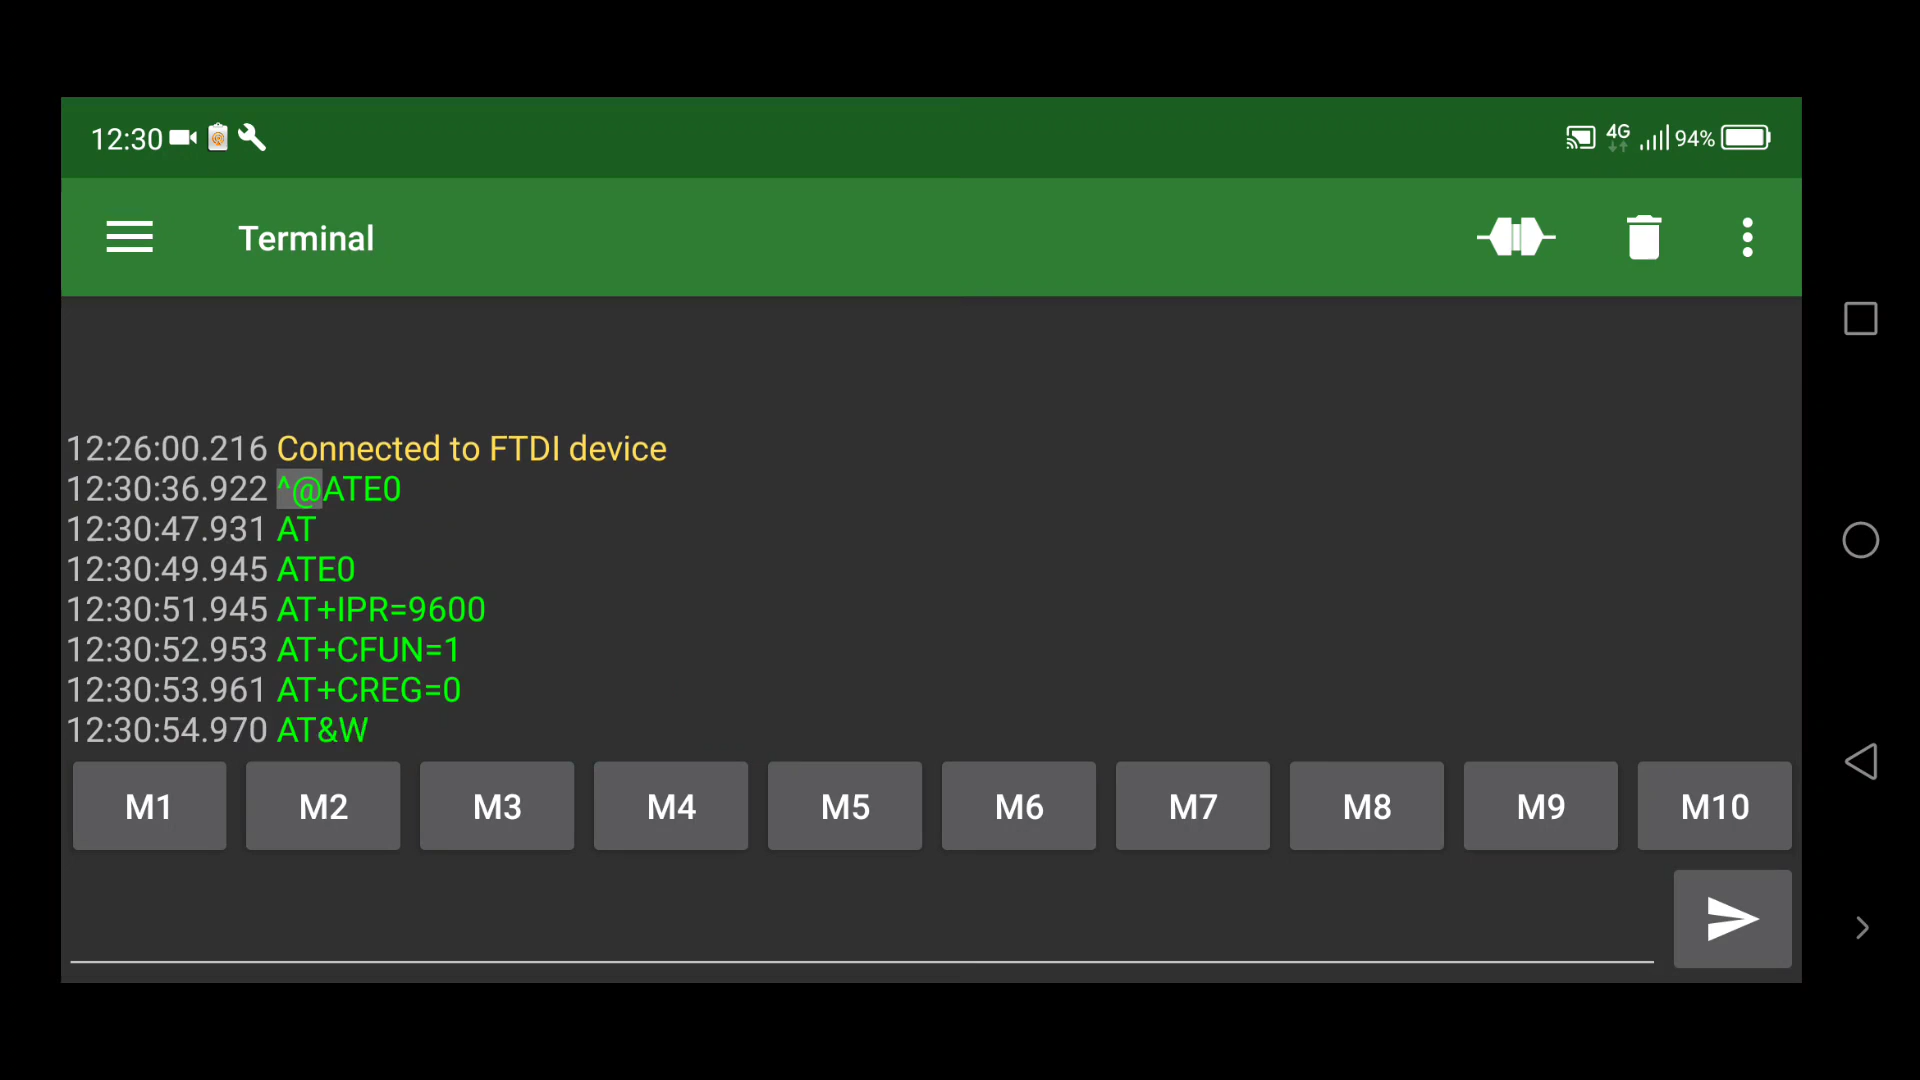 12:30 4G 94%
Terminal
12:26:00.216 Connected to FTDI device
12:30:36.922 ^@ATE0
12:30:47.931 AT
12:30:49.945 ATE0
12:30:51.945 AT+IPR=9600
12:30:52.953 AT+CFUN=1
12:30:53.961 AT+CREG=0
12:30:54.970 AT&W
M1 M2 M3 M4 M5 M6 M7 M8 M9 M10